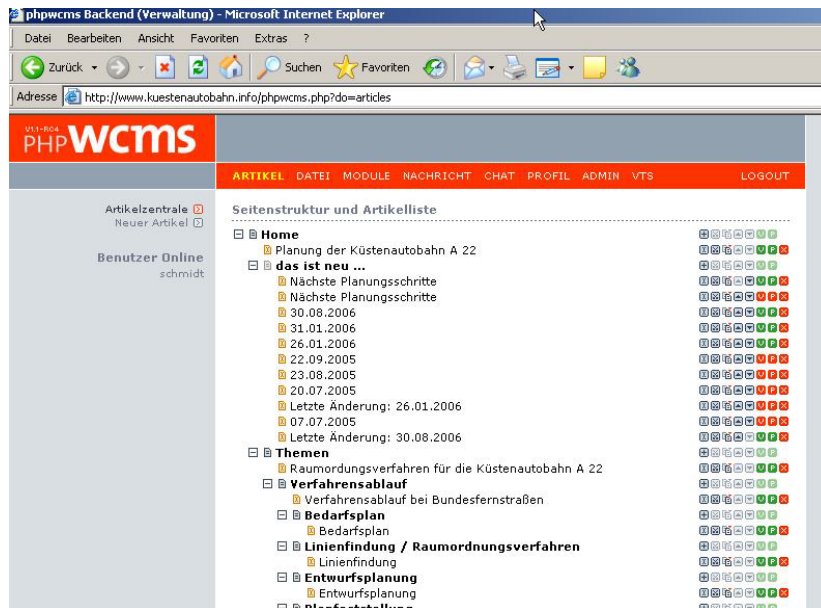 phpwcms Backend (Verwaltung) - Microsoft Internet Explorer
Datei Bearbeiten Ansicht Favoriten Extras ?
Zurück Suchen Favoriten
Adresse http://www.kuestenautobahn.info/phpwcms.php?do=articles
V1.1-RC4
PHPWCMS
ARTIKEL DATEI MODULE NACHRICHT CHAT PROFIL ADMIN VTS LOGOUT
Artikelzentrale
Neuer Artikel
Benutzer Online
schmidt
Seitenstruktur und Artikelliste
Home
Planung der Küstenautobahn A 22
das ist neu ...
Nächste Planungsschritte
Nächste Planungsschritte
30.08.2006
31.01.2006
26.01.2006
22.09.2005
23.08.2005
20.07.2005
Letzte Änderung: 26.01.2006
07.07.2005
Letzte Änderung: 30.08.2006
Themen
Raumordungsverfahren für die Küstenautobahn A 22
Verfahrensablauf
Verfahrensablauf bei Bundesfernstraßen
Bedarfsplan
Bedarfsplan
Linienfindung / Raumordnungsverfahren
Linienfindung
Entwurfsplanung
Entwurfsplanung